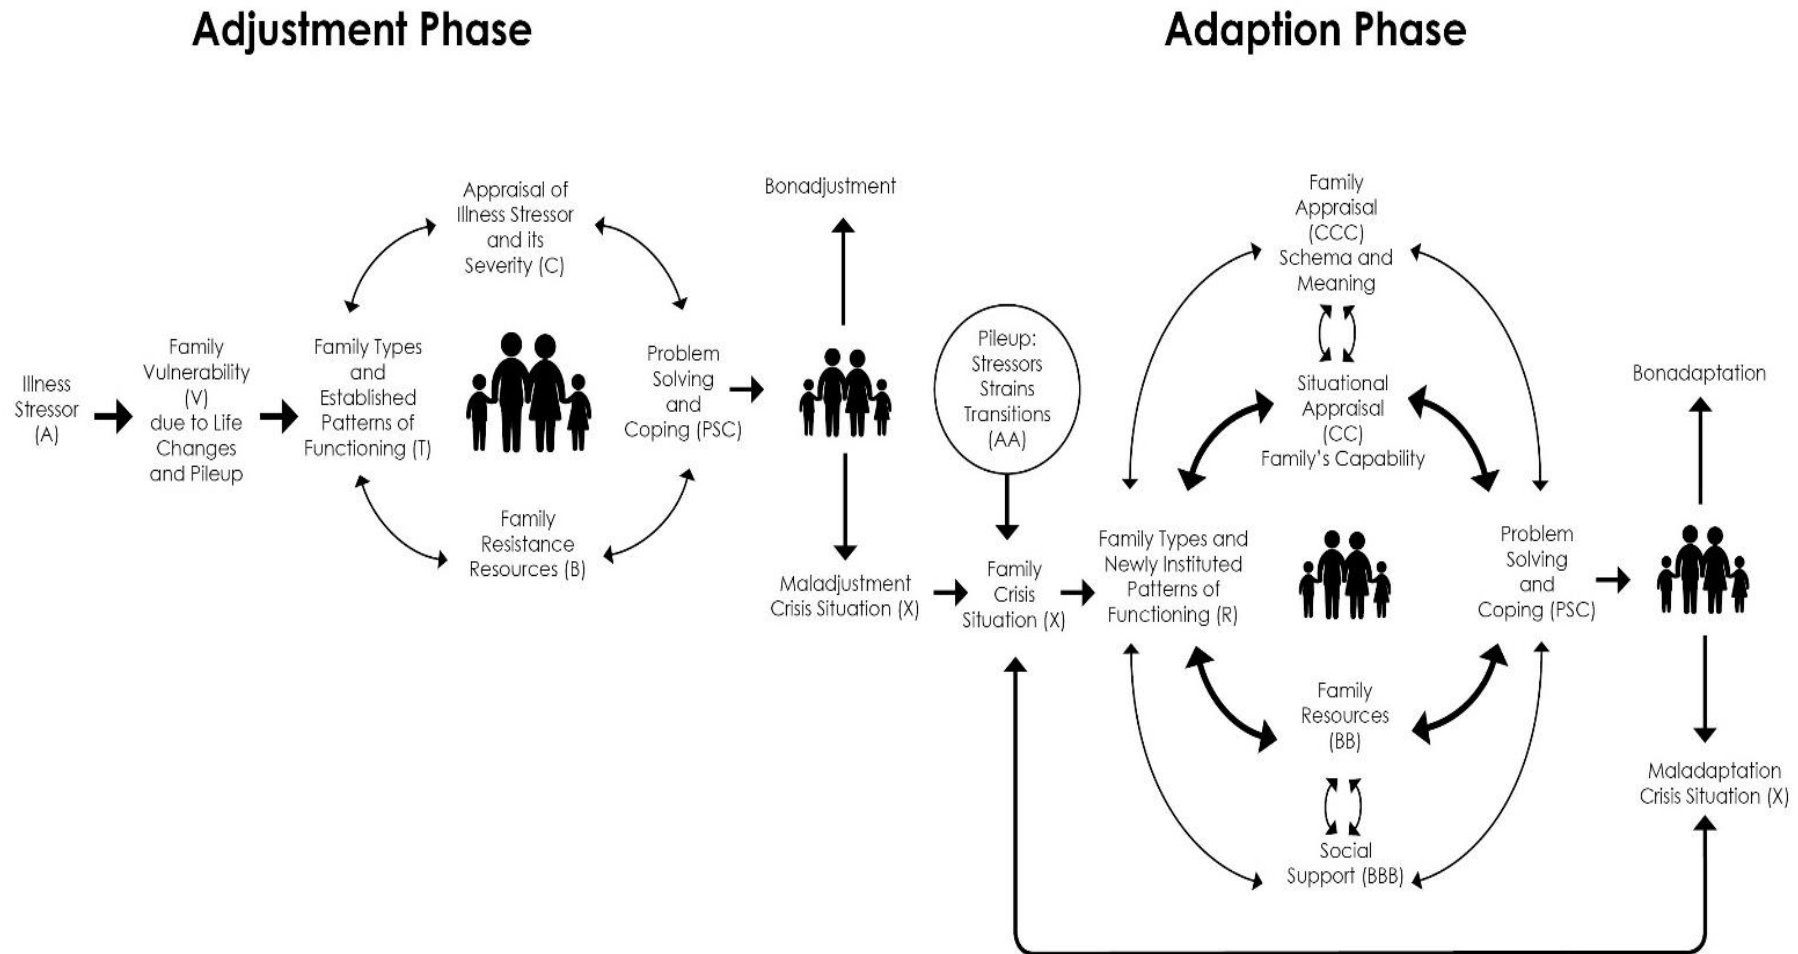 Adjustment Phase
Adaption Phase
Illness
Stressor
(A)
Family
Vulnerability
(V)
due to Life
Changes
and Pileup
Family Types
and
Established
Patterns of
Functioning (T)
Appraisal of
Illness Stressor
and its
Severity (C)
Family
Resistance
Resources (B)
Problem
Solving
and
Coping (PSC)
Bonadjustment
Maladjustment
Crisis Situation (X)
Pileup:
Stressors
Strains
Transitions
(AA)
Family
Crisis
Situation (X)
Family Types and
Newly Instituted
Patterns of
Functioning (R)
Family
Appraisal
(CCC)
Schema and
Meaning
Situational
Appraisal
(CC)
Family's Capability
Family
Resources
(BB)
Social
Support (BBB)
Problem
Solving
and
Coping (PSC)
Bonadaptation
Maladaptation
Crisis Situation (X)